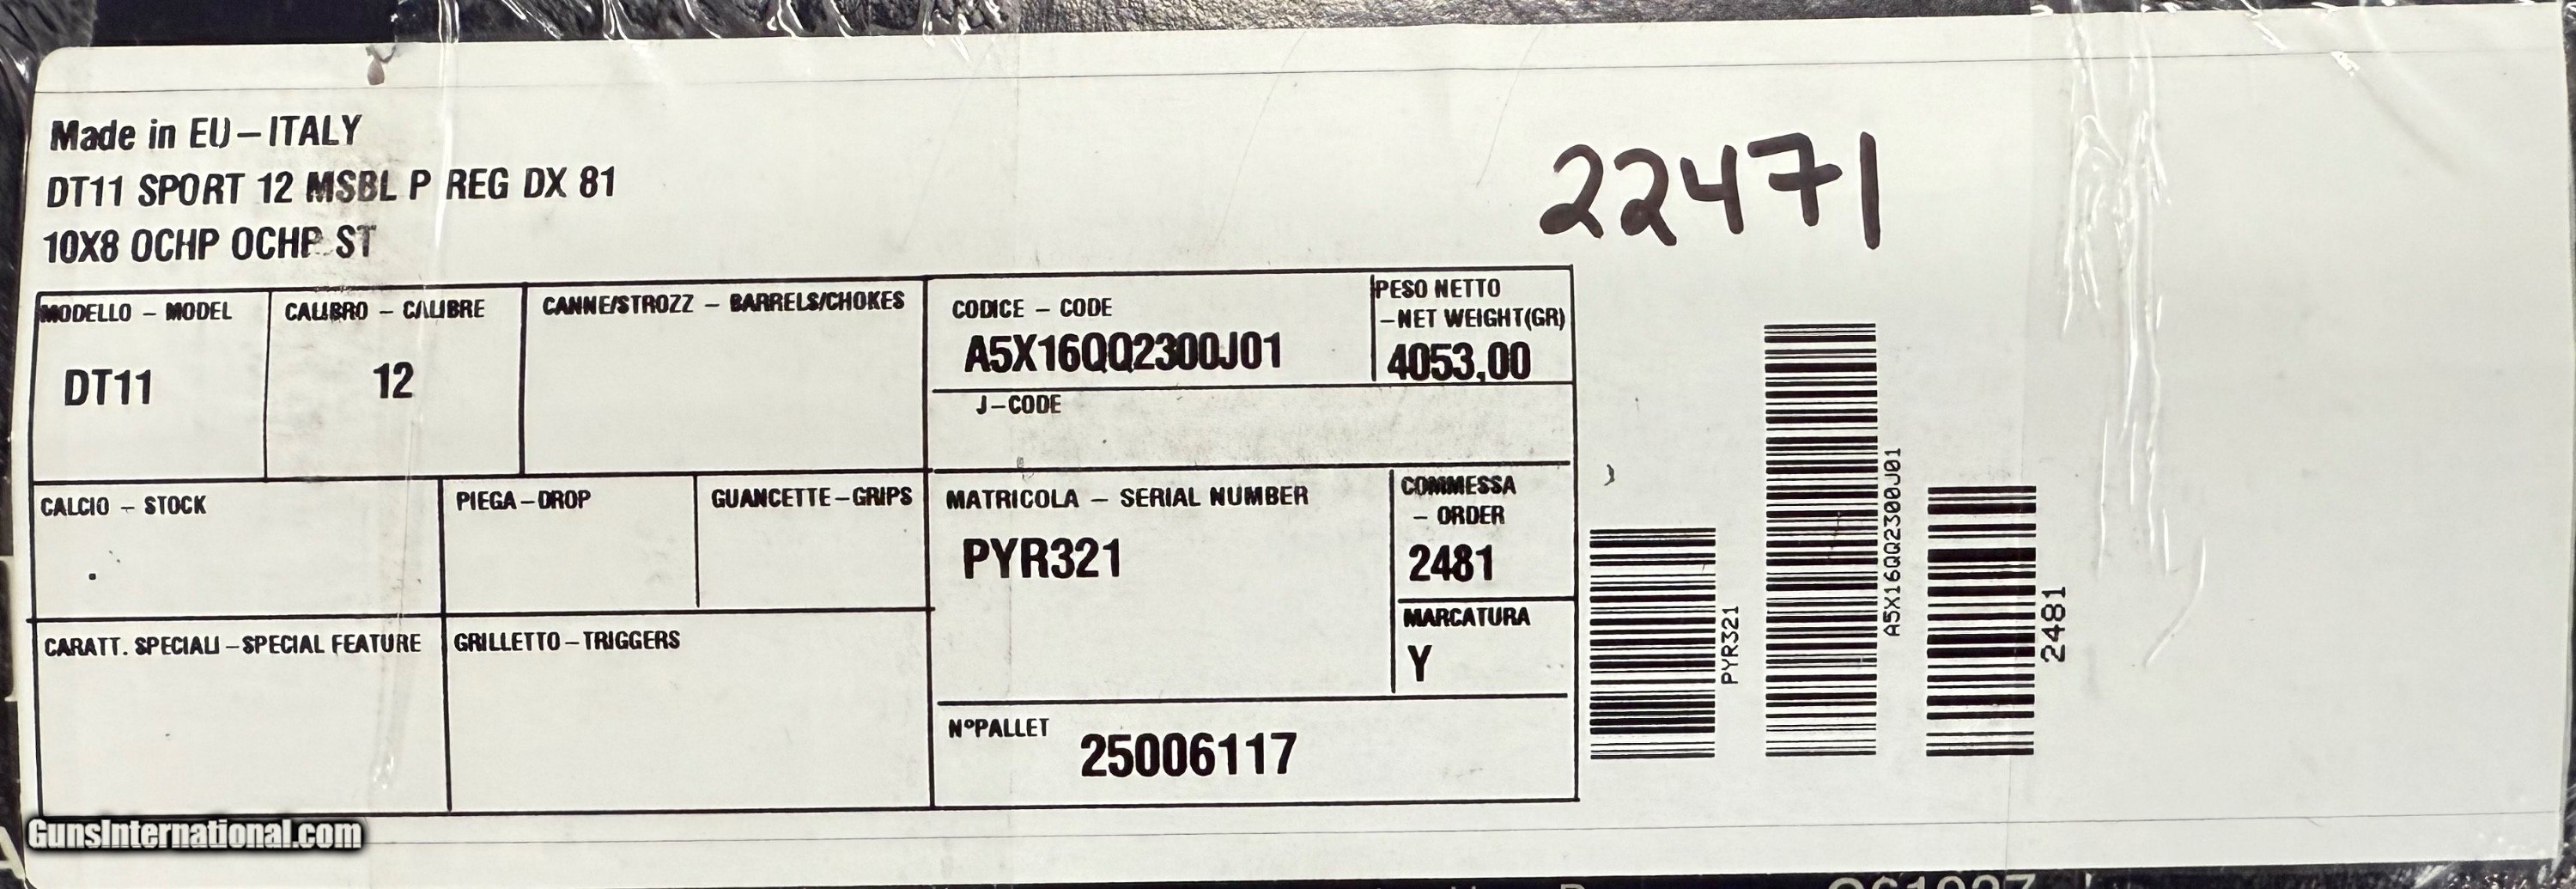 Made in EU-ITALY
DT11 SPORT 12 MSBL P REG DX 81
10X8 OCHP OCHP ST
22471
MODELLO - MODEL
DT11
CALIBRO - CALIBRE
12
CANNE/STROZZ - BARRELS/CHOKES
CODICE - CODE
A5X16QQ2300J01
PESO NETTO
-NET WEIGHT(GR)
4053,00
J-CODE
CALCIO - STOCK
.
PIEGA-DROP
GUANCETTE-GRIPS
MATRICOLA - SERIAL NUMBER
PYR321
COMMESSA
- ORDER
2481
MARCATURA
Y
CARATT. SPECIALI-SPECIAL FEATURE
GRILLETTO-TRIGGERS
N°PALLET
25006117
PYR321
A5X16QQ2300J01
2481
GunsInternational.com